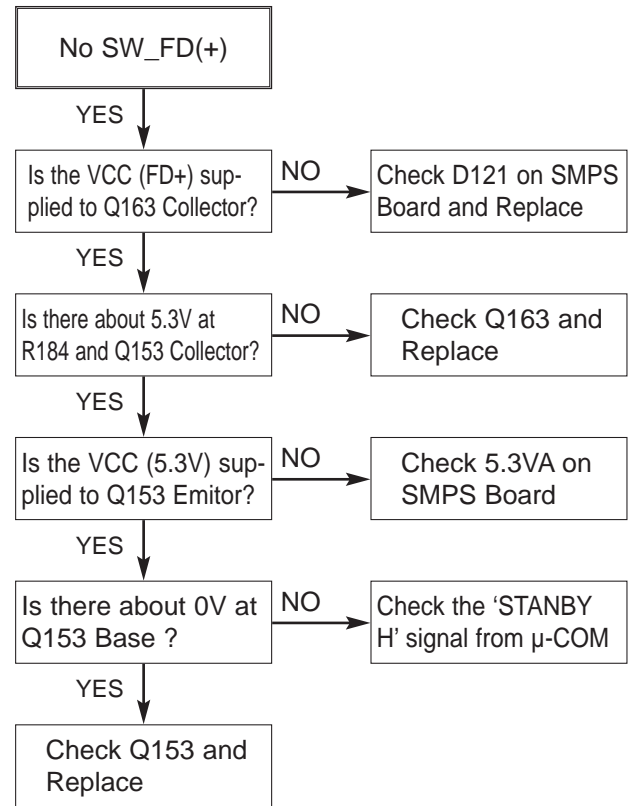 No SW_FD(+)
YES
Is the VCC (FD+) sup-
plied to Q163 Collector?
NO
Check D121 on SMPS
Board and Replace
YES
Is there about 5.3V at
R184 and Q153 Collector?
NO
Check Q163 and
Replace
YES
Is the VCC (5.3V) sup-
plied to Q153 Emitor?
NO
Check 5.3VA on
SMPS Board
YES
Is there about 0V at
Q153 Base ?
NO
Check the ‘STANBY
H’ signal from µ-COM
YES
Check Q153 and
Replace